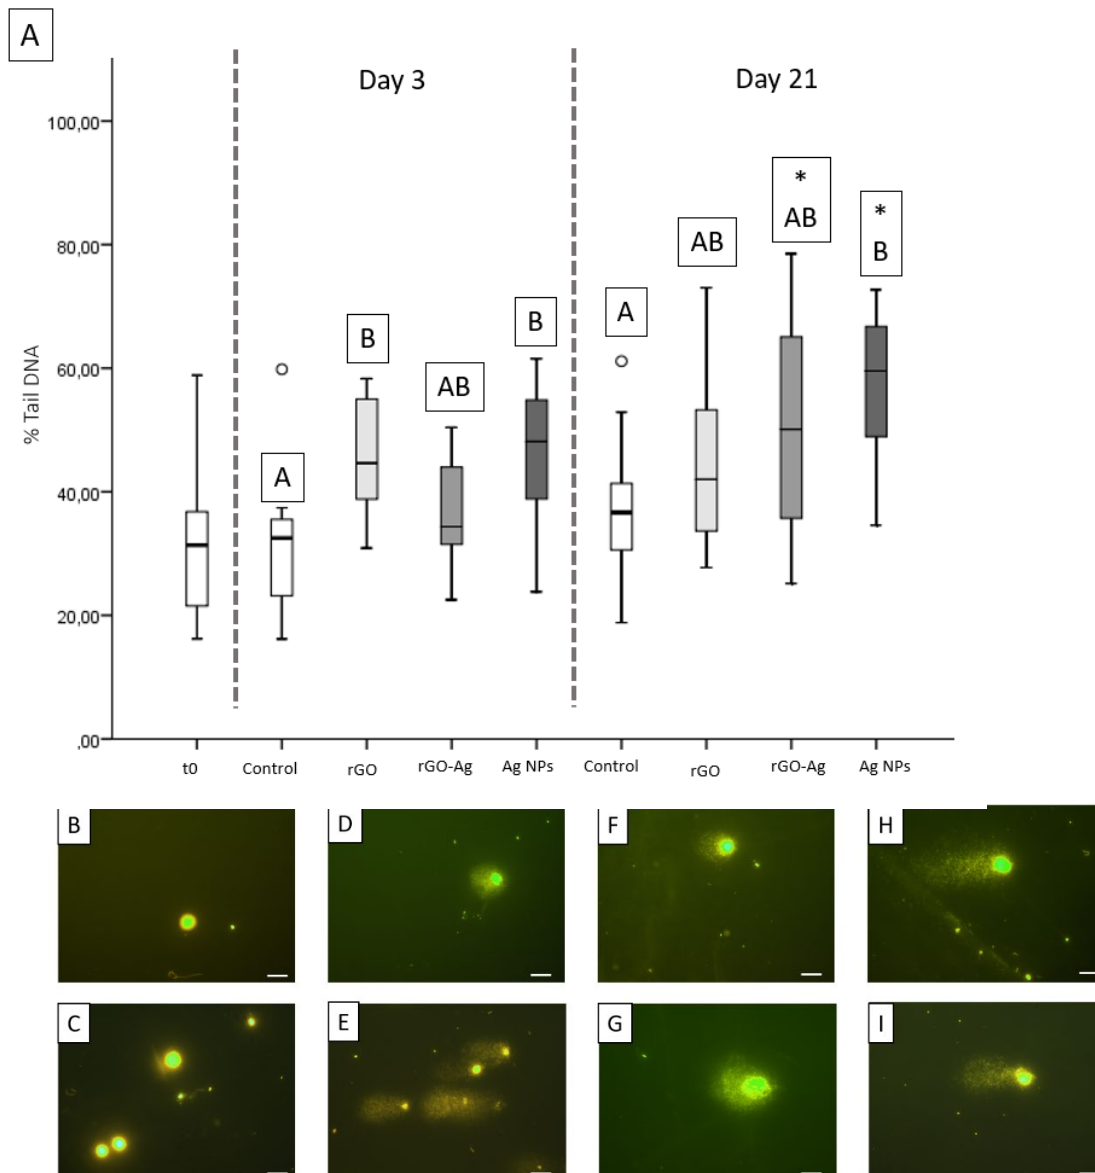 A
Day 3
Day 21
100,00
80,00
60,00
40,00
20,00
,00
% Tail DNA
A
B
AB
B
A
AB
*
AB
*
B
t0
Control
rGO
rGO-Ag
Ag NPs
Control
rGO
rGO-Ag
Ag NPs
B
D
F
H
C
E
G
I